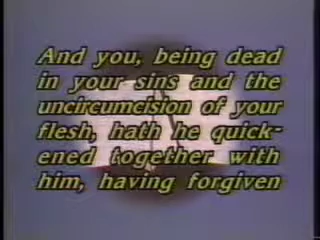 And you, being dead
in your sins and the
uncircumcision of your
flesh, hath he quick-
ened together with
him, having forgiven